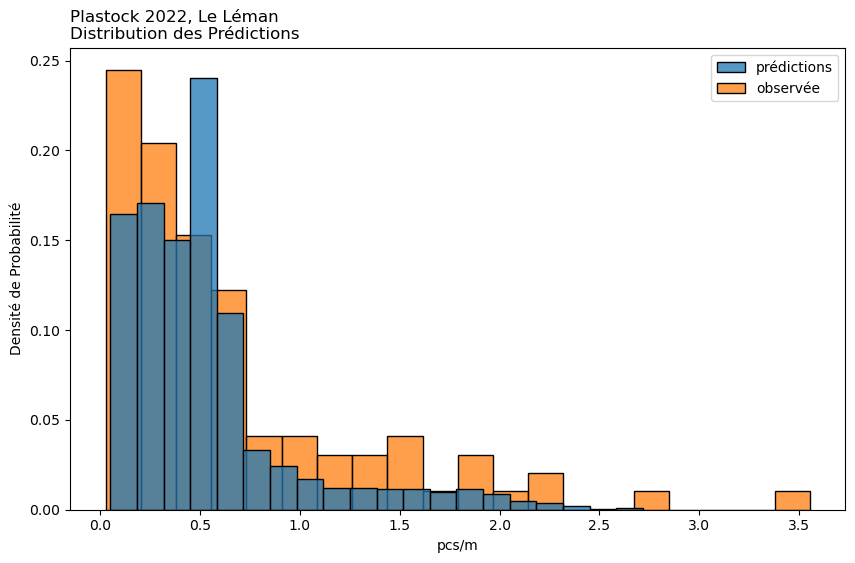 Plastock 2022, Le Léman
Distribution des Prédictions
prédictions
observée
Densité de Probabilité
0.25
0.20
0.15
0.10
0.05
0.00
0.0
0.5
1.0
1.5
2.0
2.5
3.0
3.5
pcs/m